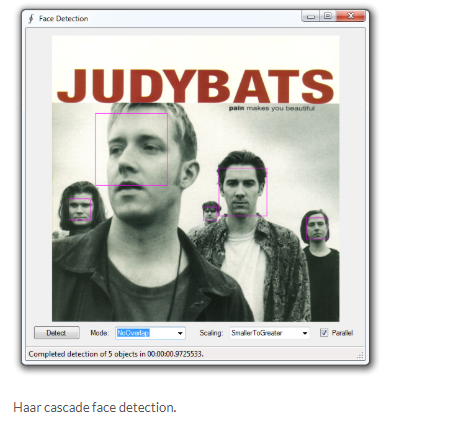 Face Detection
JUDYBATS
pain makes you beautiful
Detect Mode: NoOverlap Scaling: SmallerToGreater Parallel
Completed detection of 5 objects in 00:00:00.9725533.
Haar cascade face detection.